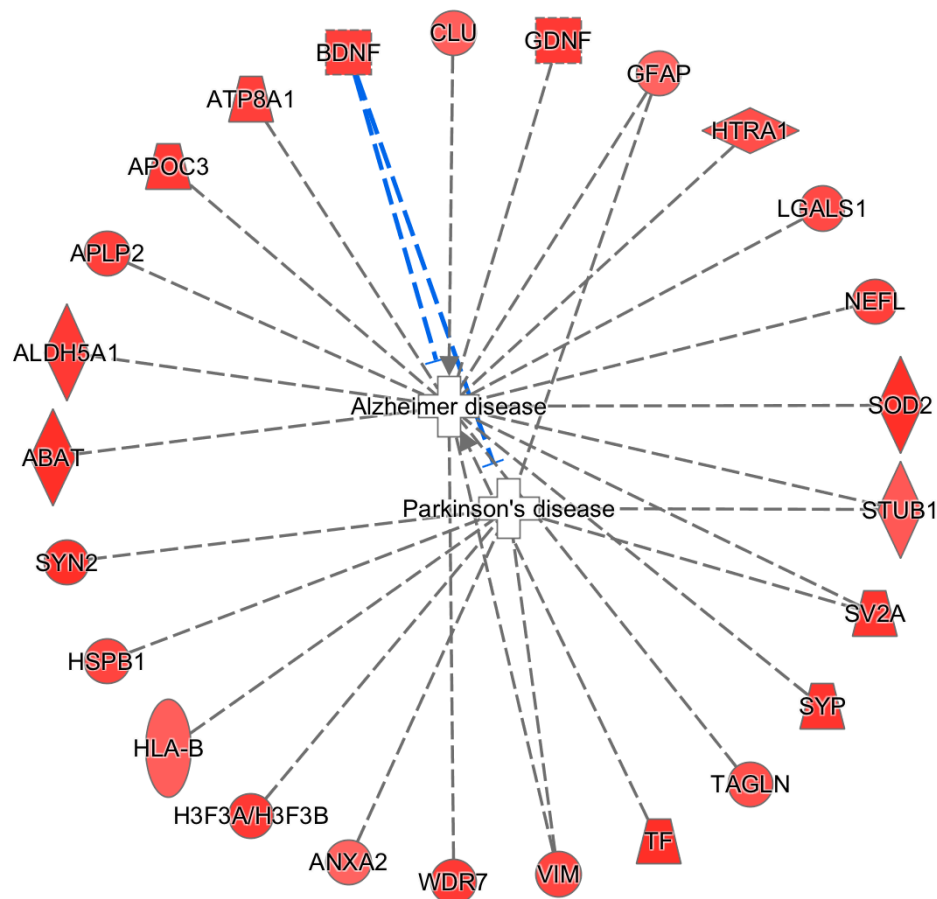 CLU
GDNF
BDNF
GFAP
ATP8A1
HTRA1
APOC3
LGALS1
APLP2
NEFL
ALDH5A1
Alzheimer disease
SOD2
ABAT
Parkinson's disease
STUB1
SYN2
SV2A
HSPB1
SYP
HLA-B
TAGLN
H3F3A/H3F3B
TF
ANXA2
WDR7
VIM